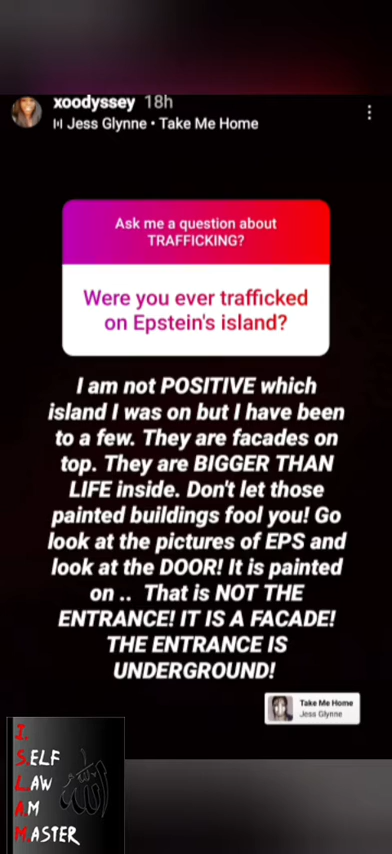 xoodyssey 18h
Jess Glynne • Take Me Home
Ask me a question about
TRAFFICKING?
Were you ever trafficked
on Epstein's island?
I am not POSITIVE which
island I was on but I have been
to a few. They are facades on
top. They are BIGGER THAN
LIFE inside. Don't let those
painted buildings fool you! Go
look at the pictures of EPS and
look at the DOOR! It is painted
on .. That is NOT THE
ENTRANCE! IT IS A FACADE!
THE ENTRANCE IS
UNDERGROUND!
Take Me Home
Jess Glynne
I.
S.ELF
L.AW
A.M
M.ASTER
الله